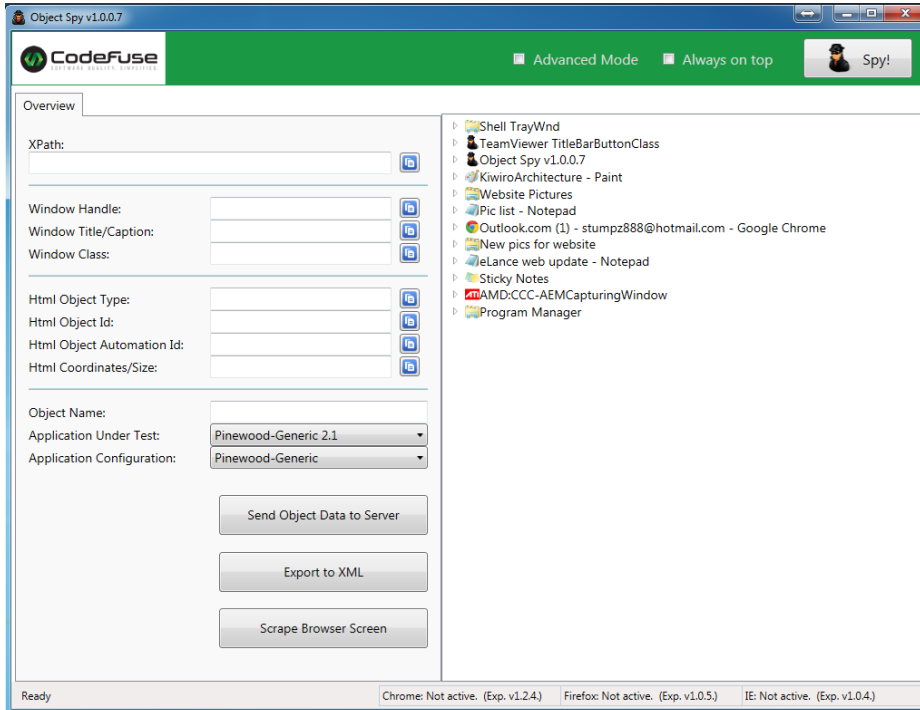 Object Spy v1.0.0.7
CodeFuse
SOFTWARE QUALITY. SIMPLIFIED
Advanced Mode
Always on top
Spy!
Overview
XPath:
Window Handle:
Window Title/Caption:
Window Class:
Html Object Type:
Html Object Id:
Html Object Automation Id:
Html Coordinates/Size:
Object Name:
Application Under Test:
Pinewood-Generic 2.1
Application Configuration:
Pinewood-Generic
Send Object Data to Server
Export to XML
Scrape Browser Screen
Shell TrayWnd
TeamViewer TitleBarButtonClass
Object Spy v1.0.0.7
KiwiroArchitecture - Paint
Website Pictures
Pic list - Notepad
Outlook.com (1) - stumpz888@hotmail.com - Google Chrome
New pics for website
eLance web update - Notepad
Sticky Notes
ATI
AMD:CCC-AEMCapturingWindow
Program Manager
Ready
Chrome: Not active. (Exp. v1.2.4.)
Firefox: Not active. (Exp. v1.0.5.)
IE: Not active. (Exp. v1.0.4.)